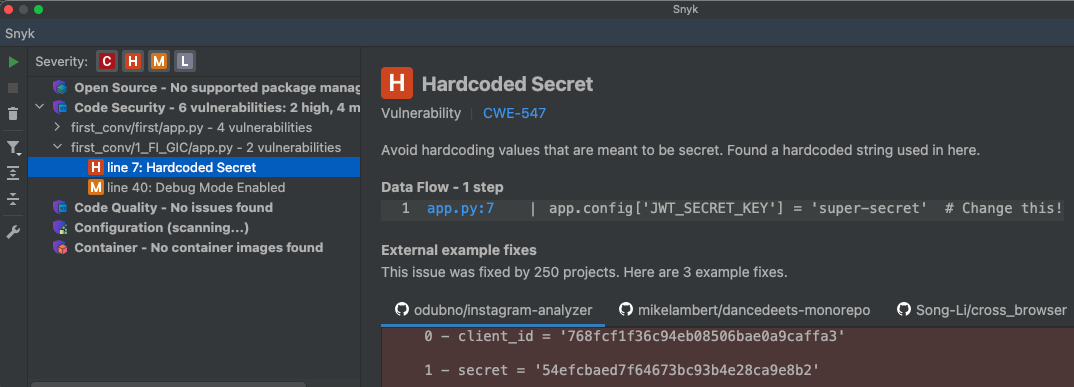 Snyk
Snyk
Severity: C H M L
Open Source - No supported package manag
Code Security - 6 vulnerabilities: 2 high, 4 m
first_conv/first/app.py - 4 vulnerabilities
first_conv/1_FI_GIC/app.py - 2 vulnerabilities
H line 7: Hardcoded Secret
M line 40: Debug Mode Enabled
Code Quality - No issues found
Configuration (scanning...)
Container - No container images found
H Hardcoded Secret
Vulnerability | CWE-547
Avoid hardcoding values that are meant to be secret. Found a hardcoded string used in here.
Data Flow - 1 step
1 app.py:7 | app.config['JWT_SECRET_KEY'] = 'super-secret' # Change this!
External example fixes
This issue was fixed by 250 projects. Here are 3 example fixes.
odubno/instagram-analyzer mikelambert/dancedeets-monorepo Song-Li/cross_browser
0 - client_id = '768fcf1f36c94eb08506bae0a9caffa3'
1 - secret = '54efcbaed7f64673bc93b4e28ca9e8b2'